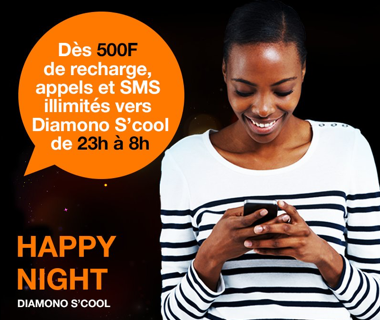 Dès 500F
de recharge,
appels et SMS
illimités vers
Diamono S'cool
de 23h à 8h
HAPPY
NIGHT
DIAMONO S'COOL